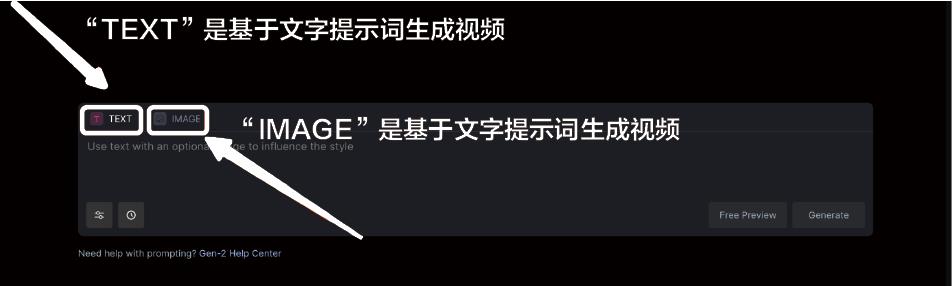 “TEXT”是基于文字提示词生成视频
TEXT
IMAGE
“IMAGE”是基于文字提示词生成视频
Use text with an optional ge to influence the style
Free Preview
Generate
Need help with prompting? Gen-2 Help Center